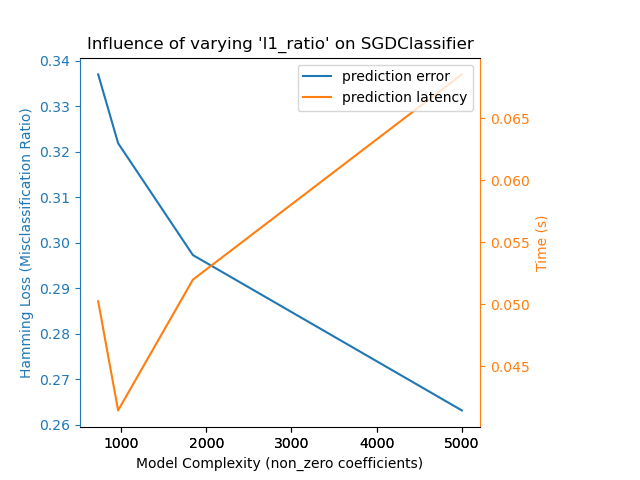 Influence of varying 'l1_ratio' on SGDClassifier
prediction error
prediction latency
Hamming Loss (Misclassification Ratio)
0.34
0.33
0.32
0.31
0.30
0.29
0.28
0.27
0.26
0.065
0.060
0.055
0.050
0.045
Time (s)
1000 2000 3000 4000 5000
Model Complexity (non_zero coefficients)